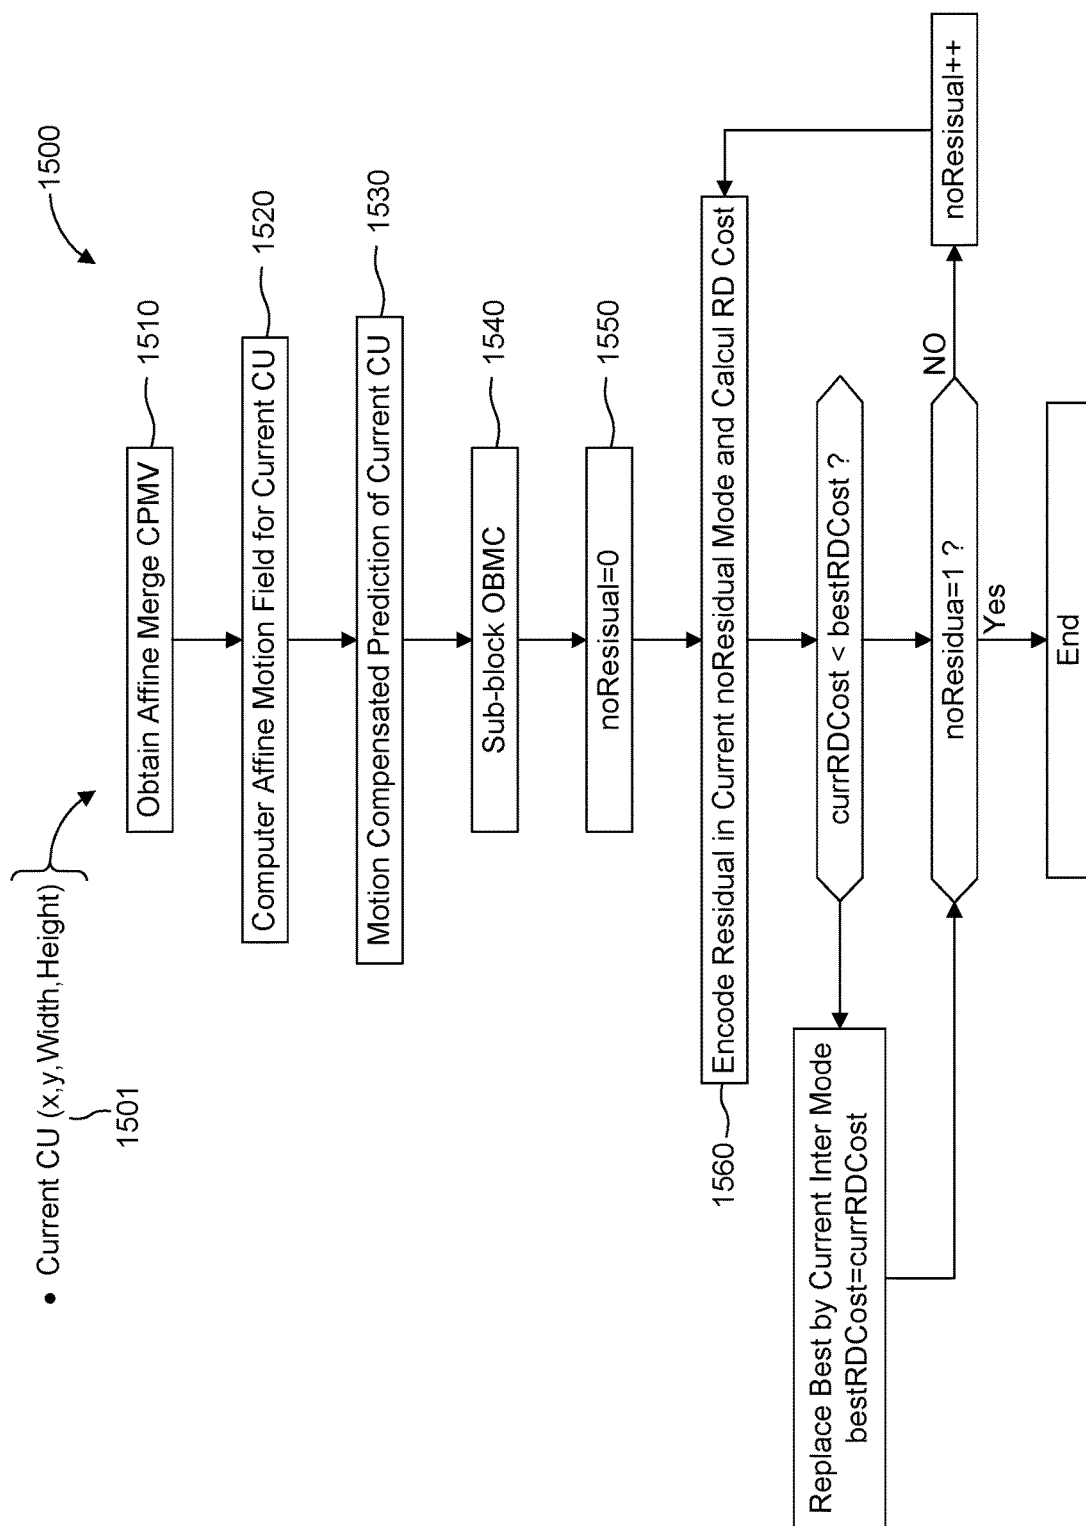 1500
• Current CU (x,y,Width,Height)
1501
Obtain Affine Merge CPMV
1510
Computer Affine Motion Field for Current CU
1520
Motion Compensated Prediction of Current CU
1530
Sub-block OBMC
1540
noResisual=0
1550
Encode Residual in Current noResidual Mode and Calcul RD Cost
1560
currRDCost < bestRDCost ?
Replace Best by Current Inter Mode
bestRDCost=currRDCost
noResidua=1 ?
NO
noResisual++
Yes
End